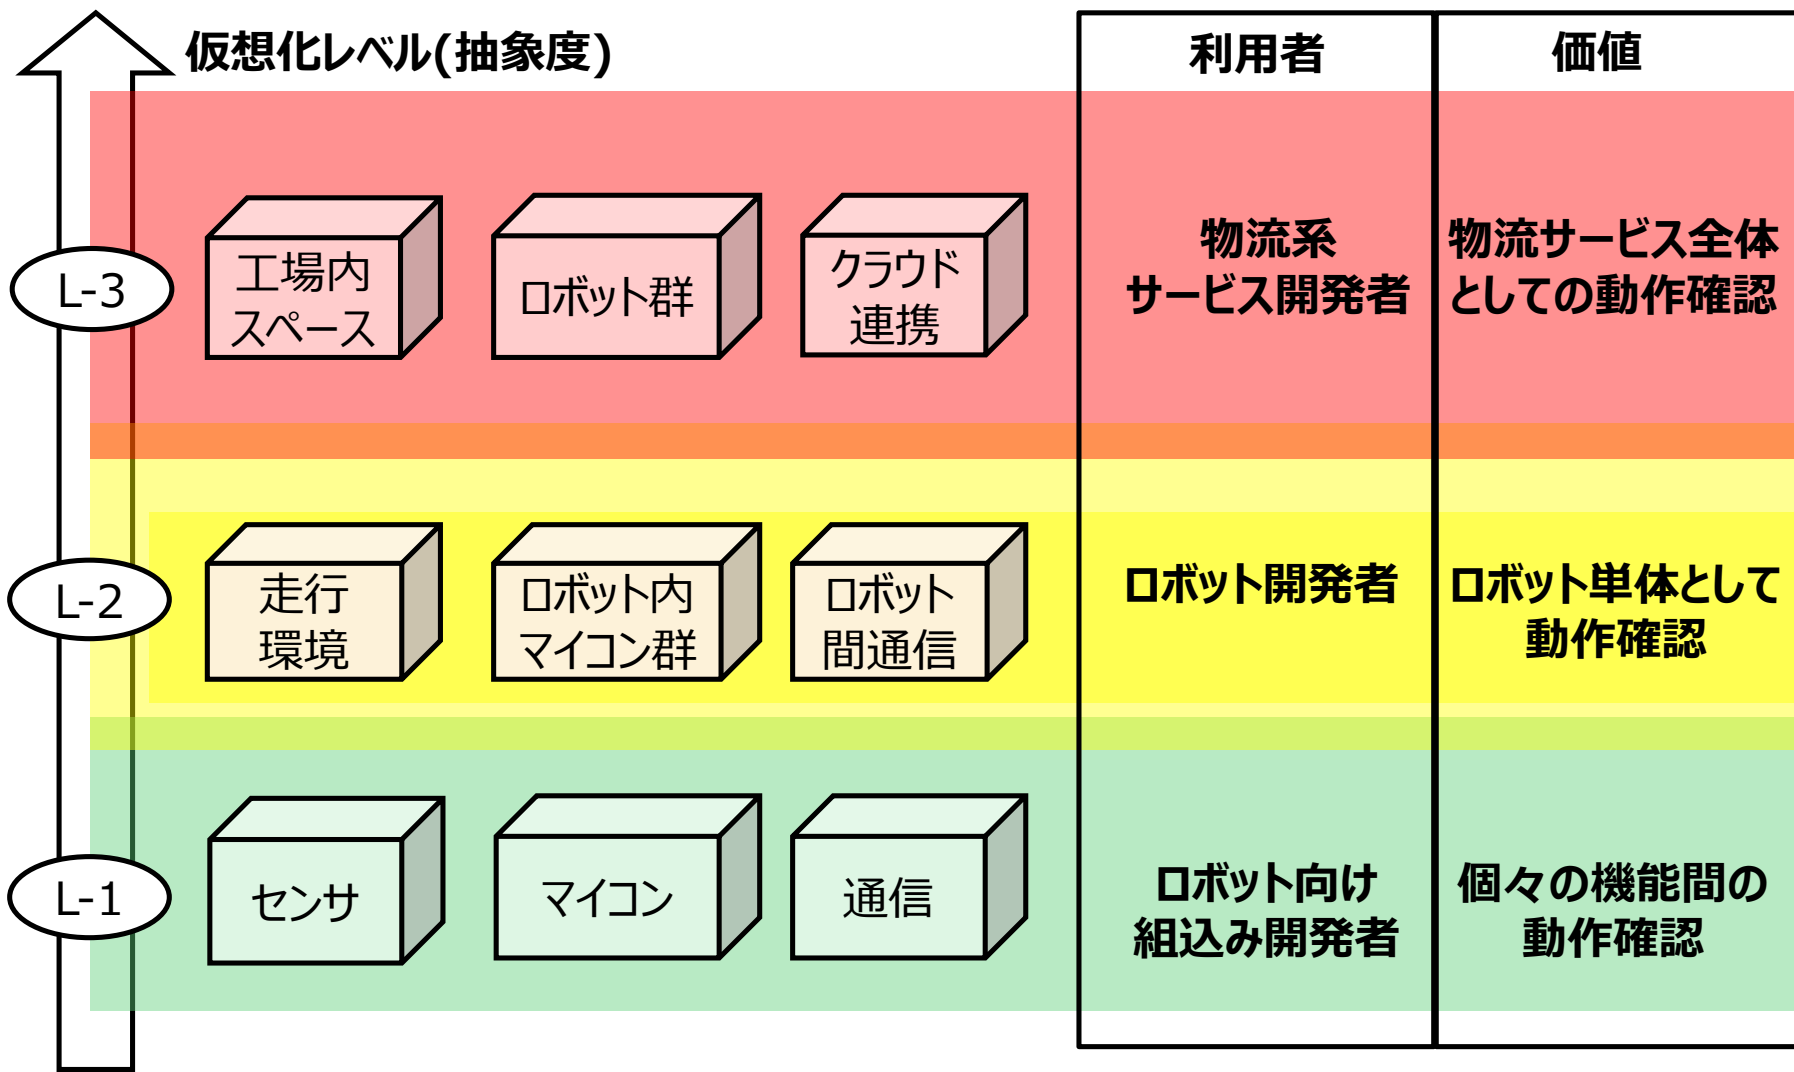 仮想化レベル(抽象度)
利用者
価値
L-3
工場内
スペース
ロボット群
クラウド
連携
物流系
サービス開発者
物流サービス全体
としての動作確認
L-2
走行
環境
ロボット内
マイコン群
ロボット
間通信
ロボット開発者
ロボット単体として
動作確認
L-1
センサ
マイコン
通信
ロボット向け
組込み開発者
個々の機能間の
動作確認